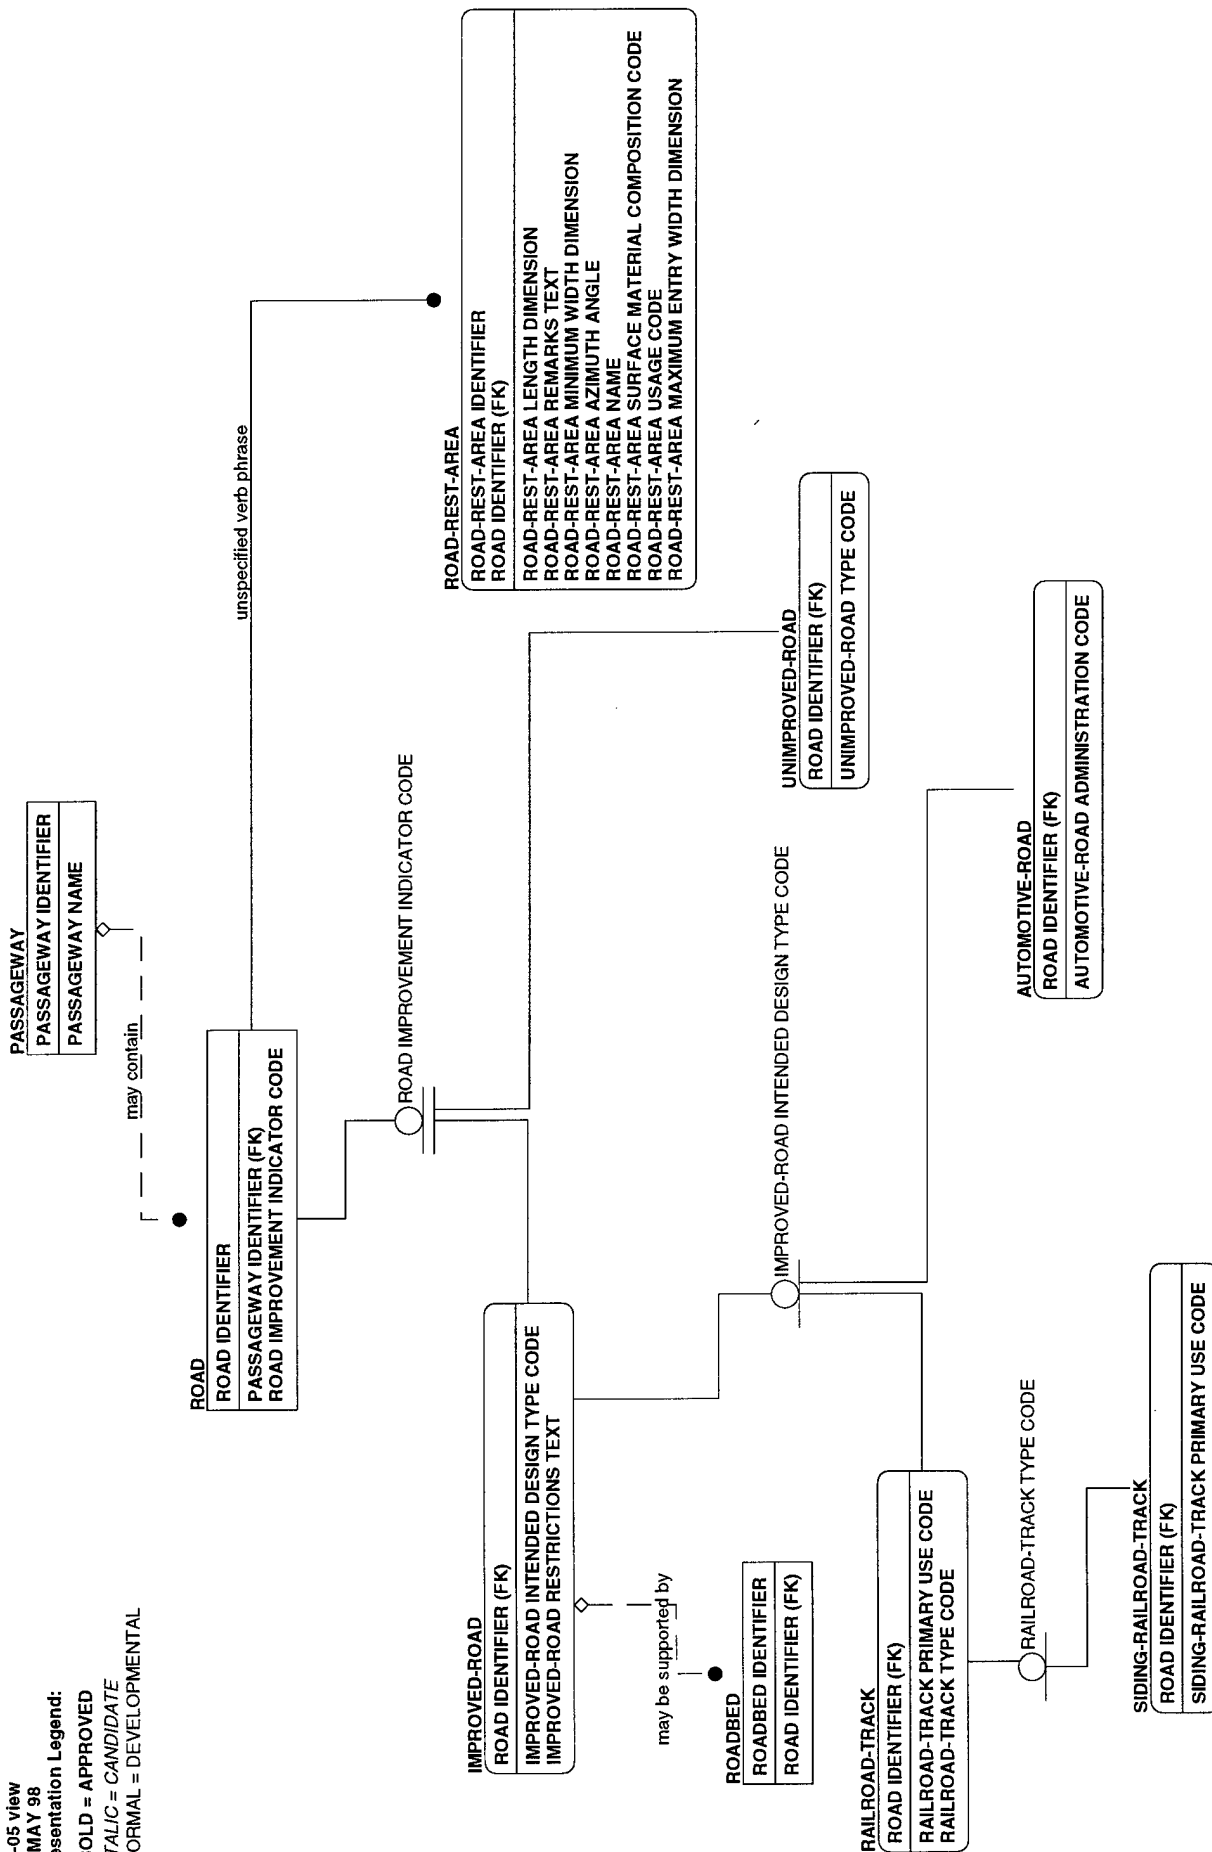 -05 view
MAY 98
esentation Legend:
OLD = APPROVED
TALIC = CANDIDATE
ORMAL = DEVELOPMENTAL
PASSAGEWAY
PASSAGEWAY IDENTIFIER
PASSAGEWAY NAME
may contain
ROAD
ROAD IDENTIFIER
PASSAGEWAY IDENTIFIER (FK)
ROAD IMPROVEMENT INDICATOR CODE
unspecified verb phrase
ROAD IMPROVEMENT INDICATOR CODE
ROAD-REST-AREA
ROAD-REST-AREA IDENTIFIER
ROAD IDENTIFIER (FK)
ROAD-REST-AREA LENGTH DIMENSION
ROAD-REST-AREA REMARKS TEXT
ROAD-REST-AREA MINIMUM WIDTH DIMENSION
ROAD-REST-AREA AZIMUTH ANGLE
ROAD-REST-AREA NAME
ROAD-REST-AREA SURFACE MATERIAL COMPOSITION CODE
ROAD-REST-AREA USAGE CODE
ROAD-REST-AREA MAXIMUM ENTRY WIDTH DIMENSION
IMPROVED-ROAD
ROAD IDENTIFIER (FK)
IMPROVED-ROAD INTENDED DESIGN TYPE CODE
IMPROVED-ROAD RESTRICTIONS TEXT
may be supported by
ROADBED
ROADBED IDENTIFIER
ROAD IDENTIFIER (FK)
IMPROVED-ROAD INTENDED DESIGN TYPE CODE
UNIMPROVED-ROAD
ROAD IDENTIFIER (FK)
UNIMPROVED-ROAD TYPE CODE
RAILROAD-TRACK
ROAD IDENTIFIER (FK)
RAILROAD-TRACK PRIMARY USE CODE
RAILROAD-TRACK TYPE CODE
AUTOMOTIVE-ROAD
ROAD IDENTIFIER (FK)
AUTOMOTIVE-ROAD ADMINISTRATION CODE
RAILROAD-TRACK TYPE CODE
SIDING-RAILROAD-TRACK
ROAD IDENTIFIER (FK)
SIDING-RAILROAD-TRACK PRIMARY USE CODE